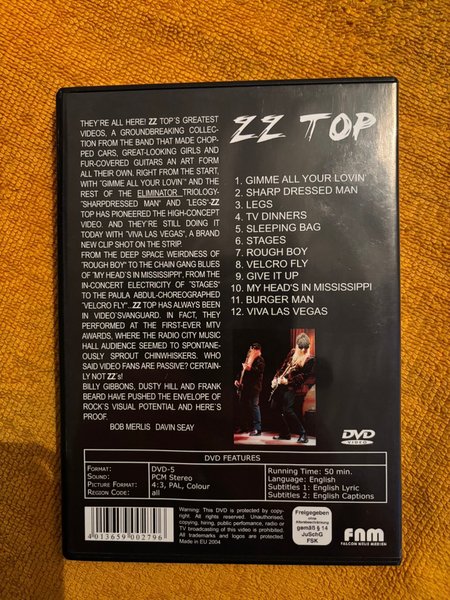 THEY'RE ALL HERE! ZZ TOP'S GREATEST
VIDEOS, A GROUNDBREAKING COLLEC-
TION FROM THE BAND THAT MADE CHOP-
PED CARS, GREAT-LOOKING GIRLS AND
FUR-COVERED GUITARS AN ART FORM
ALL THEIR OWN. RIGHT FROM THE START,
WITH "GIMME ALL YOUR LOVIN'" AND THE
REST OF THE ELIMINATOR TRIOLOGY-
"SHARPDRESSED MAN" AND "LEGS"-ZZ
TOP HAS PIONEERED THE HIGH-CONCEPT
VIDEO. AND THEY'RE STILL DOING IT
TODAY WITH "VIVA LAS VEGAS", A BRAND
NEW CLIP SHOT ON THE STRIP.
FROM THE DEEP SPACE WEIRDNESS OF
"ROUGH BOY" TO THE CHAIN GANG BLUES
OF "MY HEAD'S IN MISSISSIPPI", FROM THE
IN-CONCERT ELECTRICITY OF "STAGES"
TO THE PAULA ABDUL-CHOREOGRAPHED
"VELCRO FLY"...ZZ TOP HAS ALWAYS BEEN
IN VIDEO'SVANGUARD. IN FACT, THEY
PERFORMED AT THE FIRST-EVER MTV
AWARDS, WHERE THE RADIO CITY MUSIC
HALL AUDIENCE SEEMED TO SPONTANE-
OUSLY SPROUT CHINWHISKERS. WHO
SAID VIDEO FANS ARE PASSIVE? CERTAIN-
LY NOT ZZ's!
BILLY GIBBONS, DUSTY HILL AND FRANK
BEARD HAVE PUSHED THE ENVELOPE OF
ROCK'S VISUAL POTENTIAL AND HERE'S
PROOF.
BOB MERLIS DAVIN SEAY
ZZ TOP
1. GIMME ALL YOUR LOVIN'
2. SHARP DRESSED MAN
3. LEGS
4. TV DINNERS
5. SLEEPING BAG
6. STAGES
7. ROUGH BOY
8. VELCRO FLY
9. GIVE IT UP
10. MY HEAD'S IN MISSISSIPPI
11. BURGER MAN
12. VIVA LAS VEGAS
DVD
VIDEO
DVD FEATURES
Format: DVD-5
Sound: PCM Stereo
Picture Format: 4:3, PAL, Colour
Region Code: all
Running Time: 50 min.
Language: English
Subtitles 1: English Lyric
Subtitles 2: English Captions
4 013659 002796
Warning: This DVD is protected by copy-
right. All rights reserved. Unauthorised,
copying, hiring, public performance, radio or
TV broadcasting of this video is prohibited.
All trademarks and logos are protected.
Made in EU 2004
Freigegeben
ohne
Altersbeschränkung
gemäß § 14
JuSchG
FSK
FNM
FALCON NEUE MEDIEN